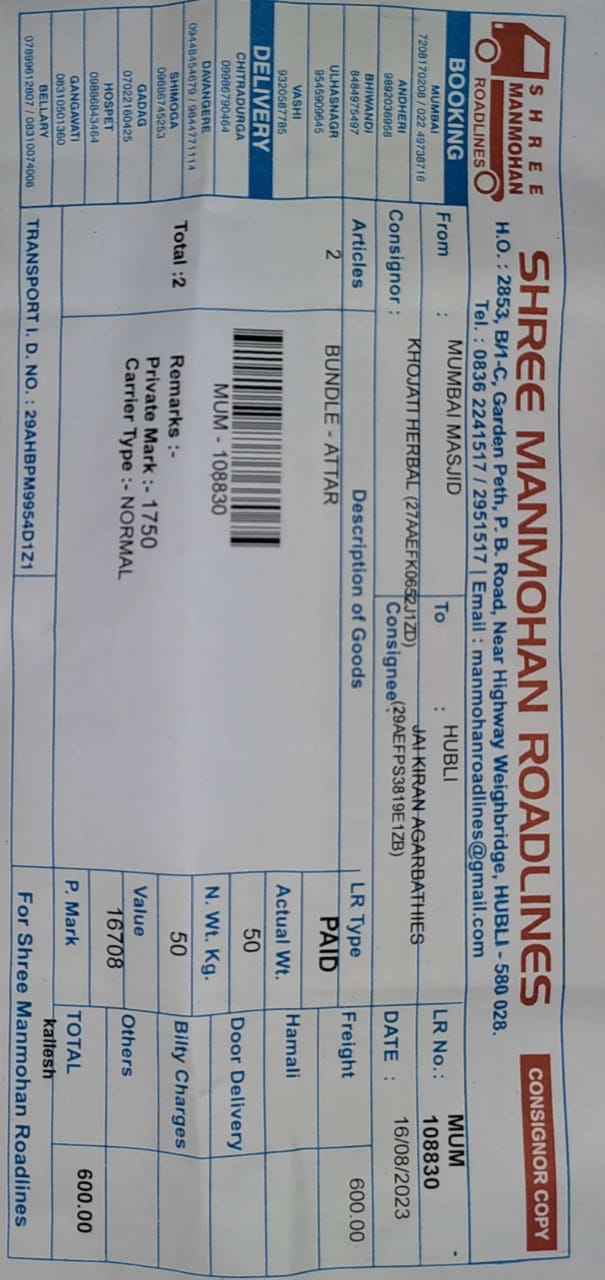 SHREE
MANMOHAN
ROADLINES
SHREE MANMOHAN ROADLINES
CONSIGNOR COPY
H.O. : 2853, B/1-C, Garden Peth, P. B. Road, Near Highway Weighbridge, HUBLI - 580 028.
Tel. : 0836 2241517 / 2951517 | Email : manmohanroadlines@gmail.com
BOOKING
MUMBAI
7208170208 / 022 49738716
ANDHERI
9892036958
BHIWANDI
8484975497
ULHASNAGR
9545909645
VASHI
9320587785
DELIVERY
CHITRADURGA
09986790464
DAVANGERE
09448454679 / 9844771114
SHIMOGA
09886745253
GADAG
07022160425
HOSPET
09886843464
GANGAVATI
08310501360
BELLARY
07899612807 / 08310074008
From : MUMBAI MASJID
To : HUBLI
LR No.: MUM - 108830
Consignor :
KHOJATI HERBAL (27AAEFK0652J1ZD)
Consignee :
JAI KIRAN AGARBATHIES
(29AEFPS3819E1ZB)
DATE : 16/08/2023
Articles
Description of Goods
LR Type
Freight
600.00
2
BUNDLE - ATTAR
PAID
Actual Wt.
Hamali
MUM - 108830
50
Door Delivery
N. Wt. Kg.
Total :2
Remarks :-
50
Bilty Charges
Private Mark :- 1750
Value
Others
Carrier Type :- NORMAL
16708
P. Mark
TOTAL
600.00
kallesh
TRANSPORT I. D. NO. : 29AHBPM9954D1Z1
For Shree Manmohan Roadlines